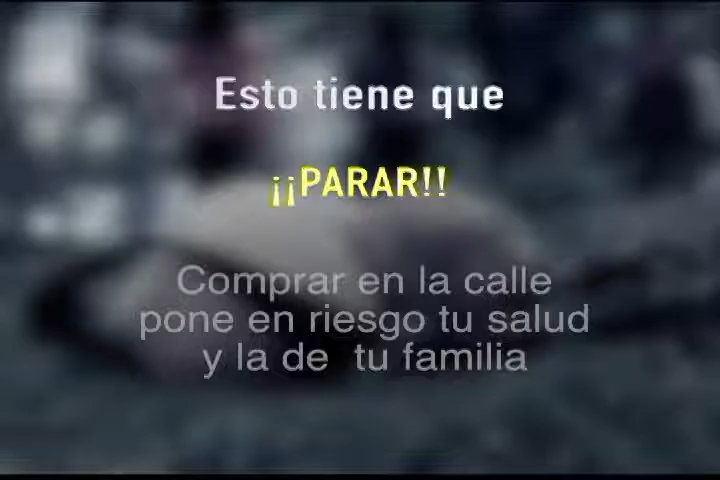 Esto tiene que
¡¡PARAR!!
Comprar en la calle
pone en riesgo tu salud
y la de tu familia